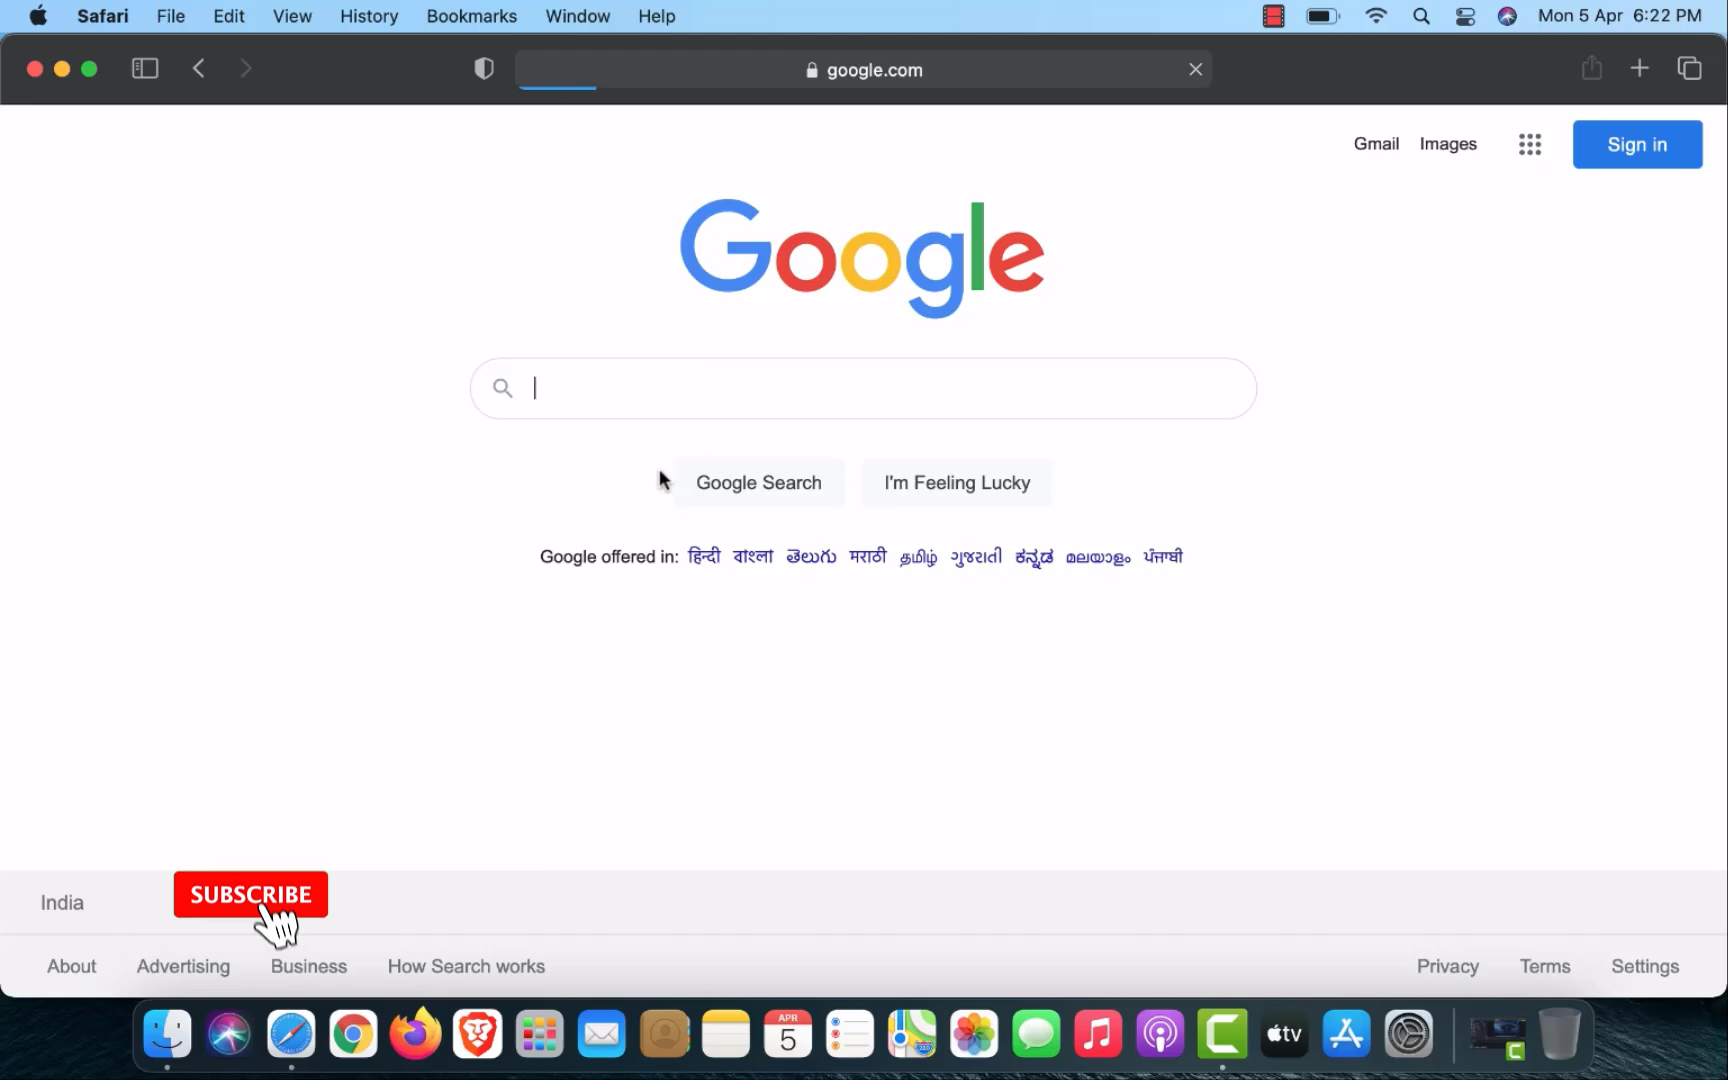 Safari File Edit View History Bookmarks Window Help Mon 5 Apr 6:22 PM
google.com
Gmail Images Sign in
Google
Google Search I'm Feeling Lucky
Google offered in: हिन्दी বাংলা తెలుగు मराठी தமிழ் ગુજરાતી ಕನ್ನಡ മലയാളം ਪੰਜਾਬੀ
India
SUBSCRIBE
About Advertising Business How Search works Privacy Terms Settings
APR
5
tv